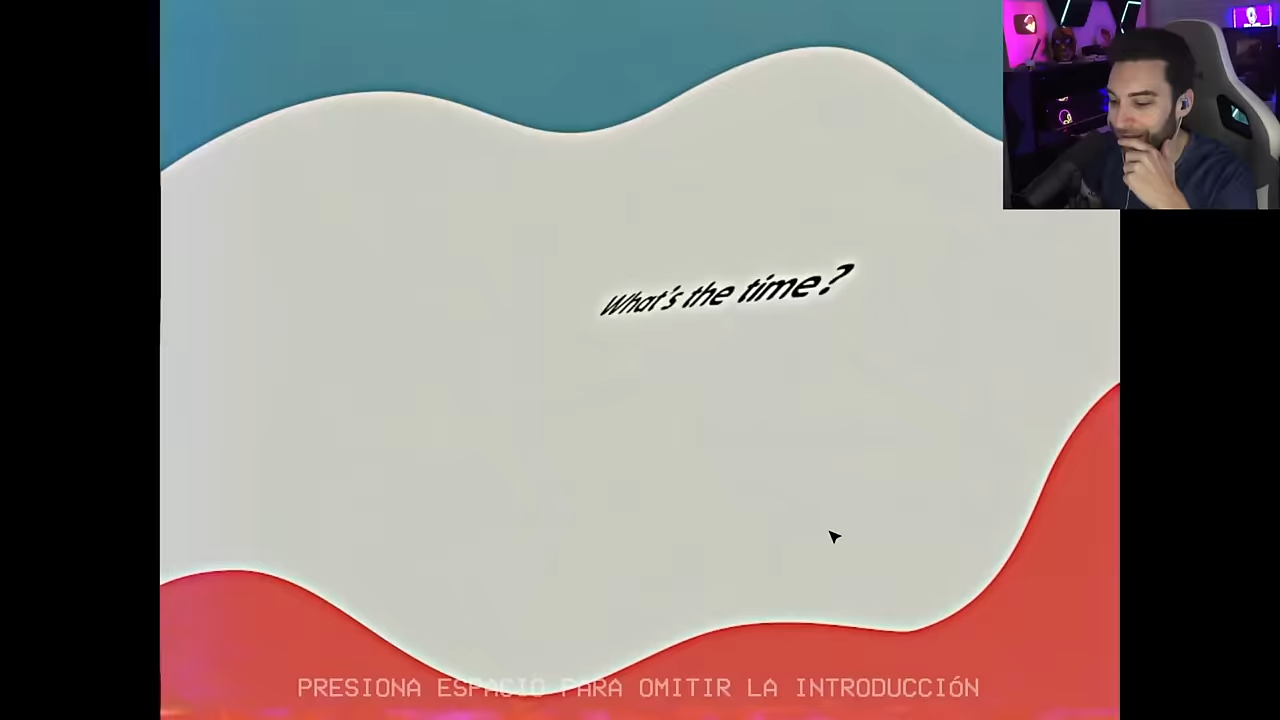 What's the time?
PRESIONA ESPACIO PARA OMITIR LA INTRODUCCIÓN